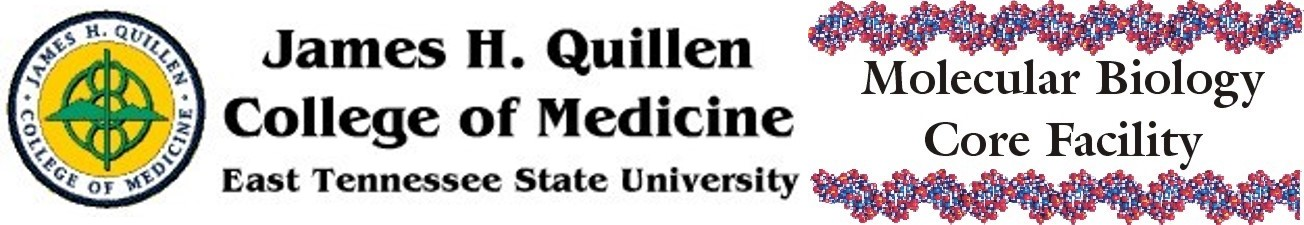 JAMES H. QUILLEN
COLLEGE OF MEDICINE
James H. Quillen
College of Medicine
East Tennessee State University
Molecular Biology
Core Facility